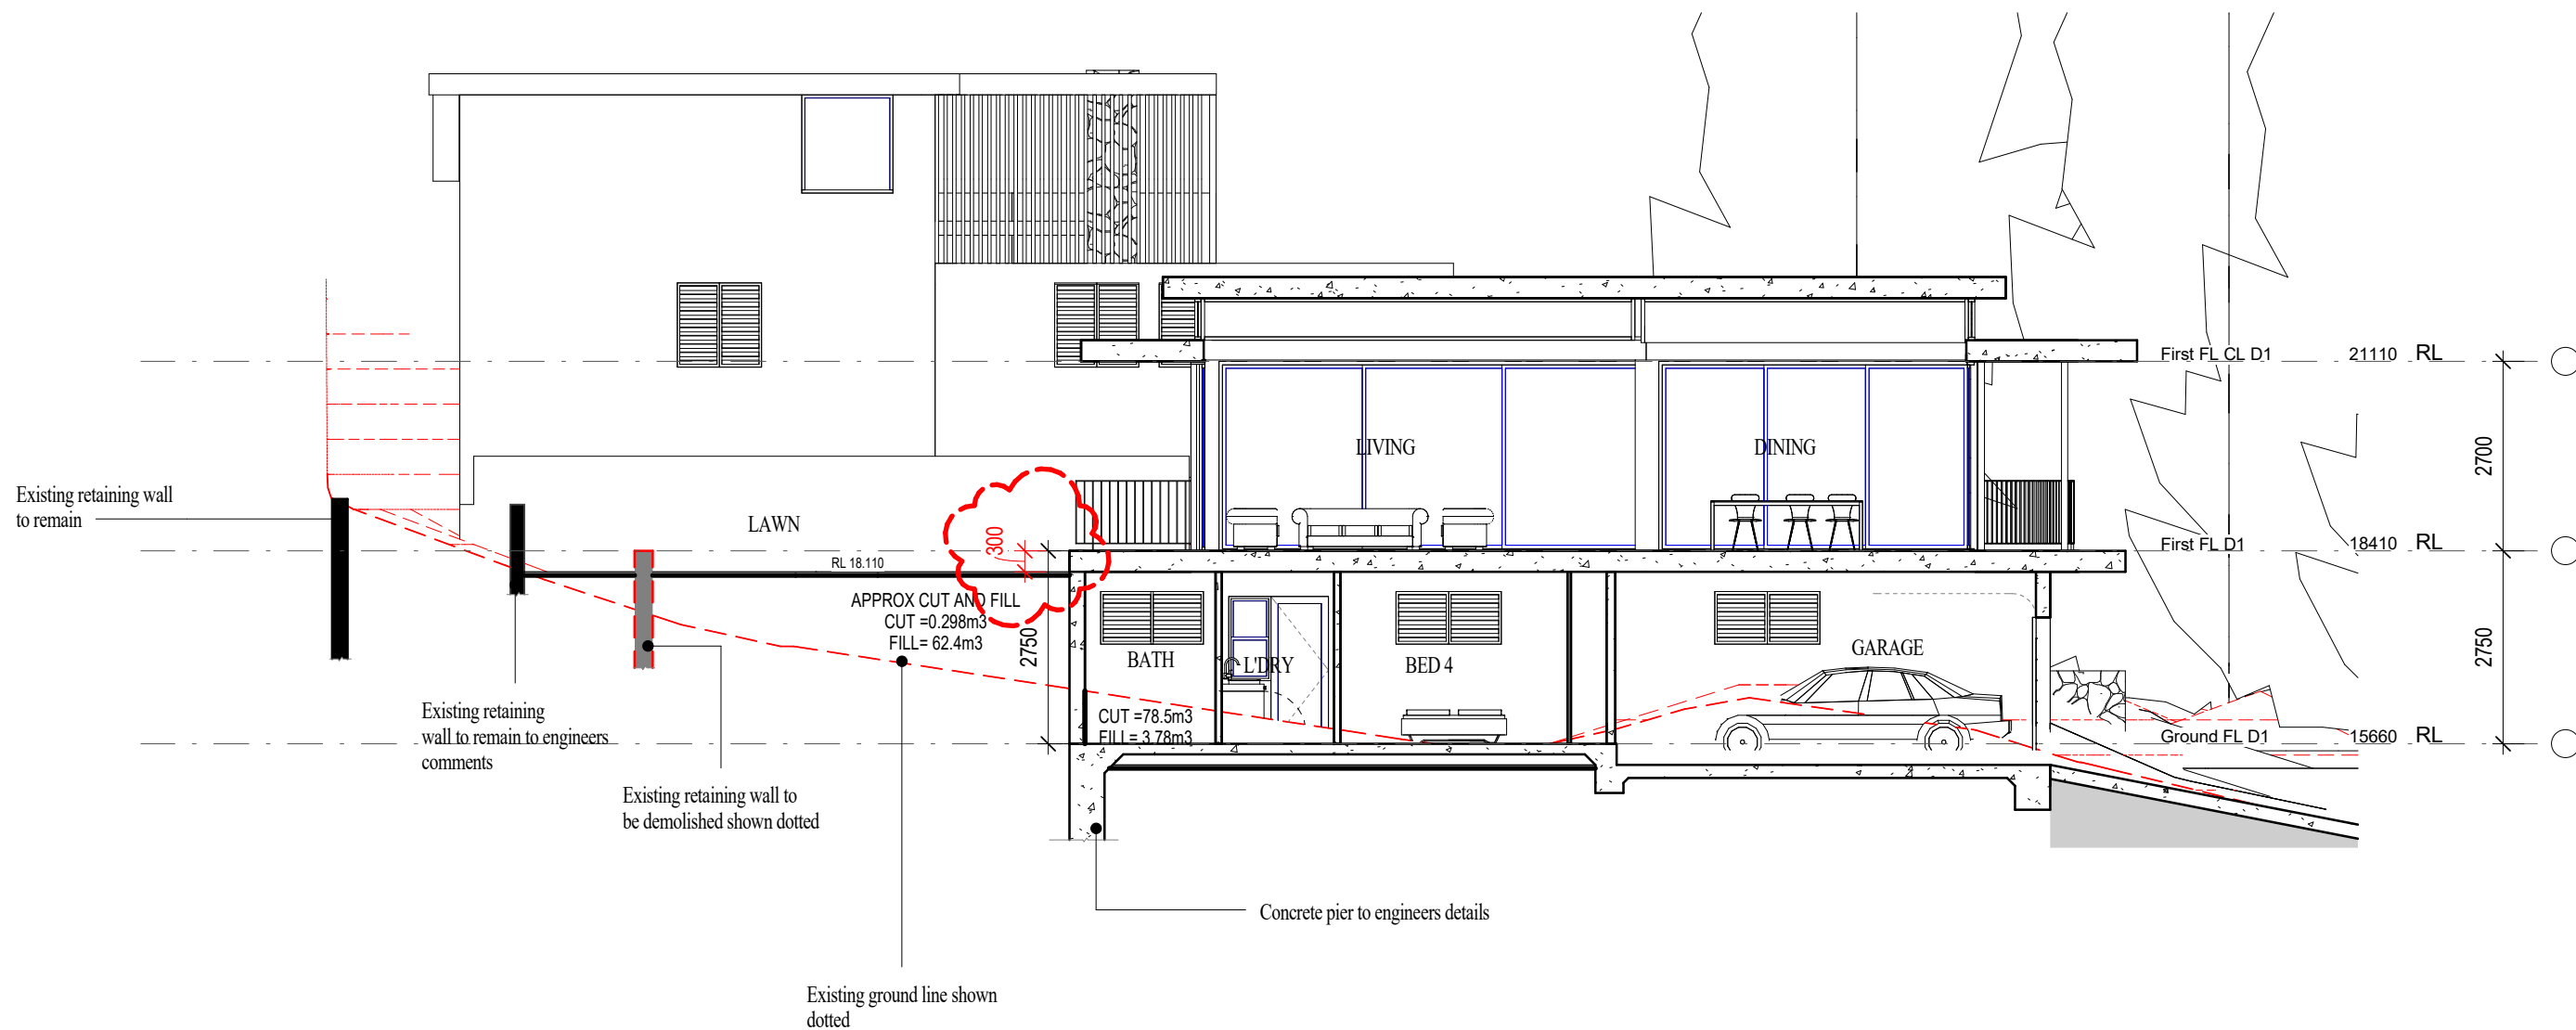 First FL CL D1 21110 RL
2700
LIVING
DINING
Existing retaining wall
to remain
LAWN
300
First FL D1 18410 RL
RL 18.110
APPROX CUT AND FILL
CUT =0.298m3
FILL= 62.4m3
2750
BATH
L'DRY
BED 4
GARAGE
2750
CUT =78.5m3
FILL= 3.78m3
Ground FL D1 15660 RL
Existing retaining
wall to remain to engineers
comments
Existing retaining wall to
be demolished shown dotted
Concrete pier to engineers details
Existing ground line shown
dotted